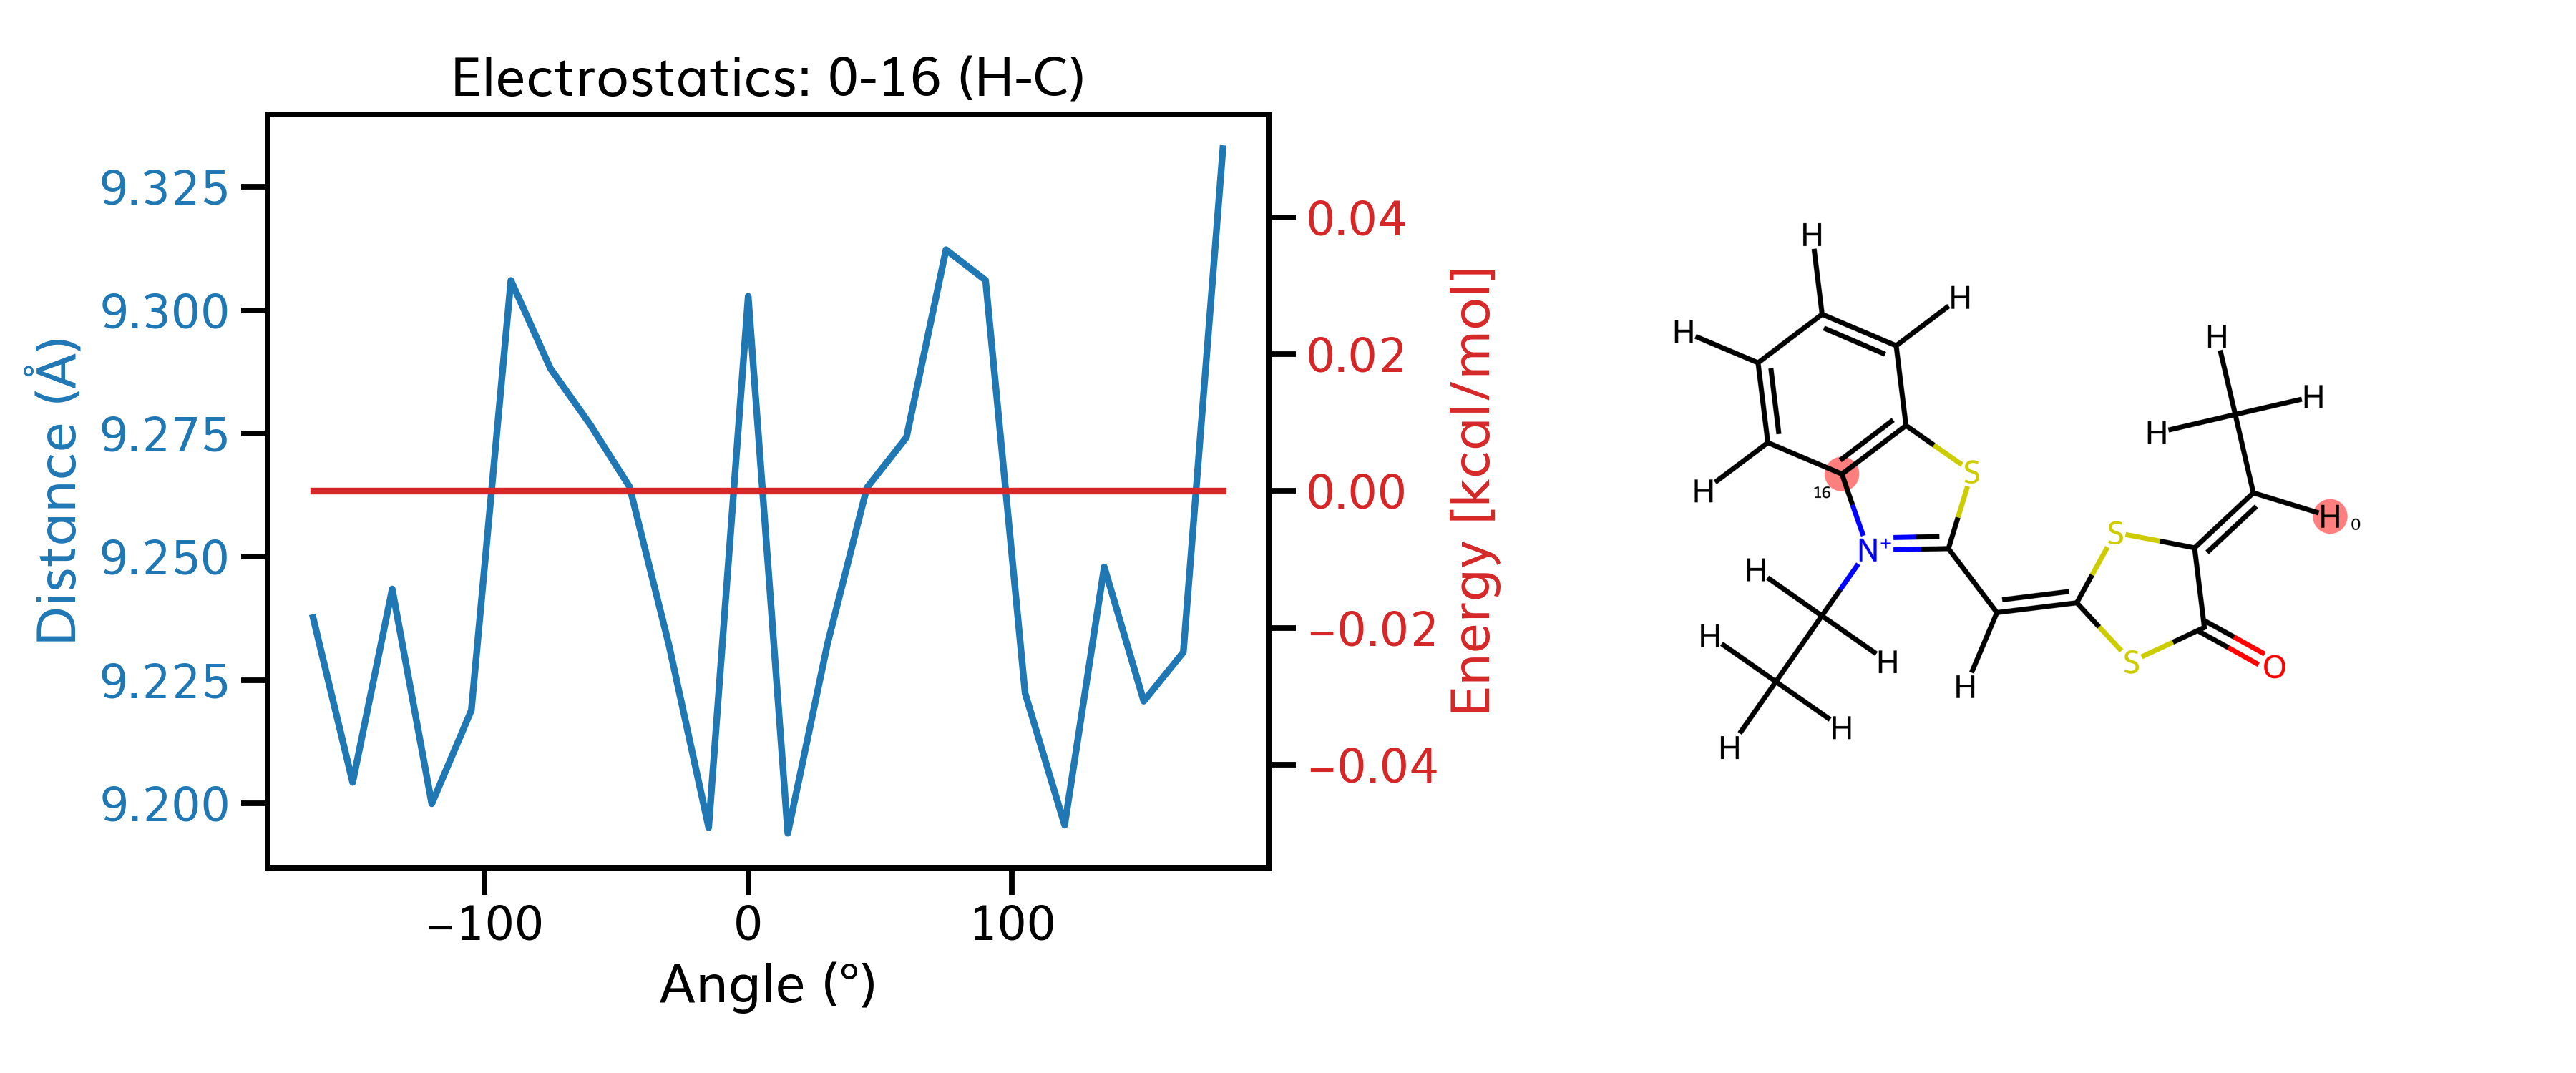 Electrostatics: 0-16 (H-C)
Distance (Å)
9.325
9.300
9.275
9.250
9.225
9.200
−100
0
100
Angle (°)
0.04
0.02
0.00
−0.02
−0.04
Energy [kcal/mol]
H
H
H
H
H
H
H
S
16
H
S
H
0
N+
H
H
H
S
O
H
H
H